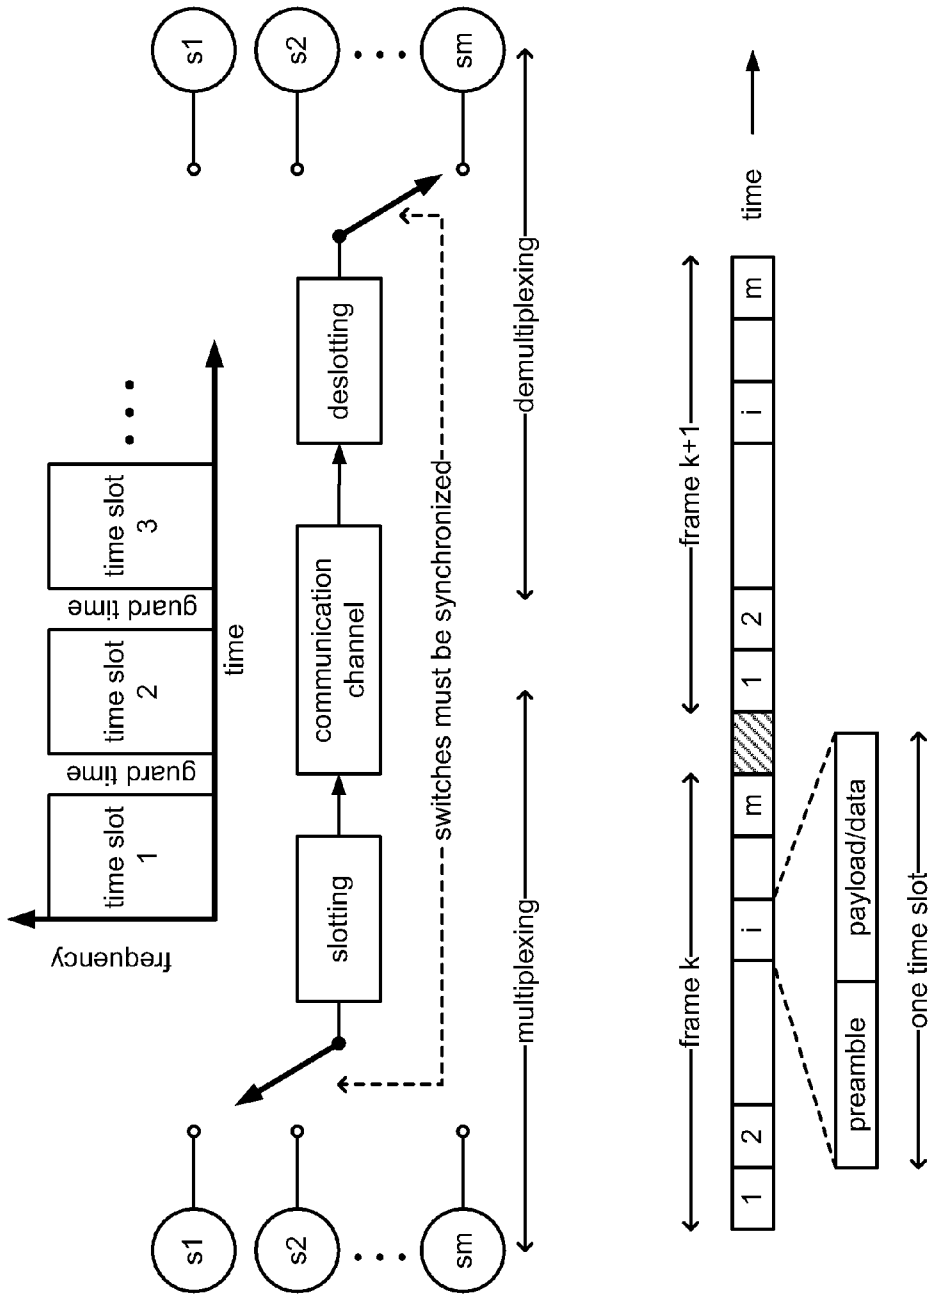 frequency
time slot
1
guard time
time slot
2
guard time
time slot
3
• • •
time
s1
s2
• • •
sm
slotting
communication
channel
deslotting
s1
s2
• • •
sm
switches must be synchronized
multiplexing
demultiplexing
frame k
frame k+1
1
2
i
m
1
2
i
m
time
preamble
payload/data
one time slot